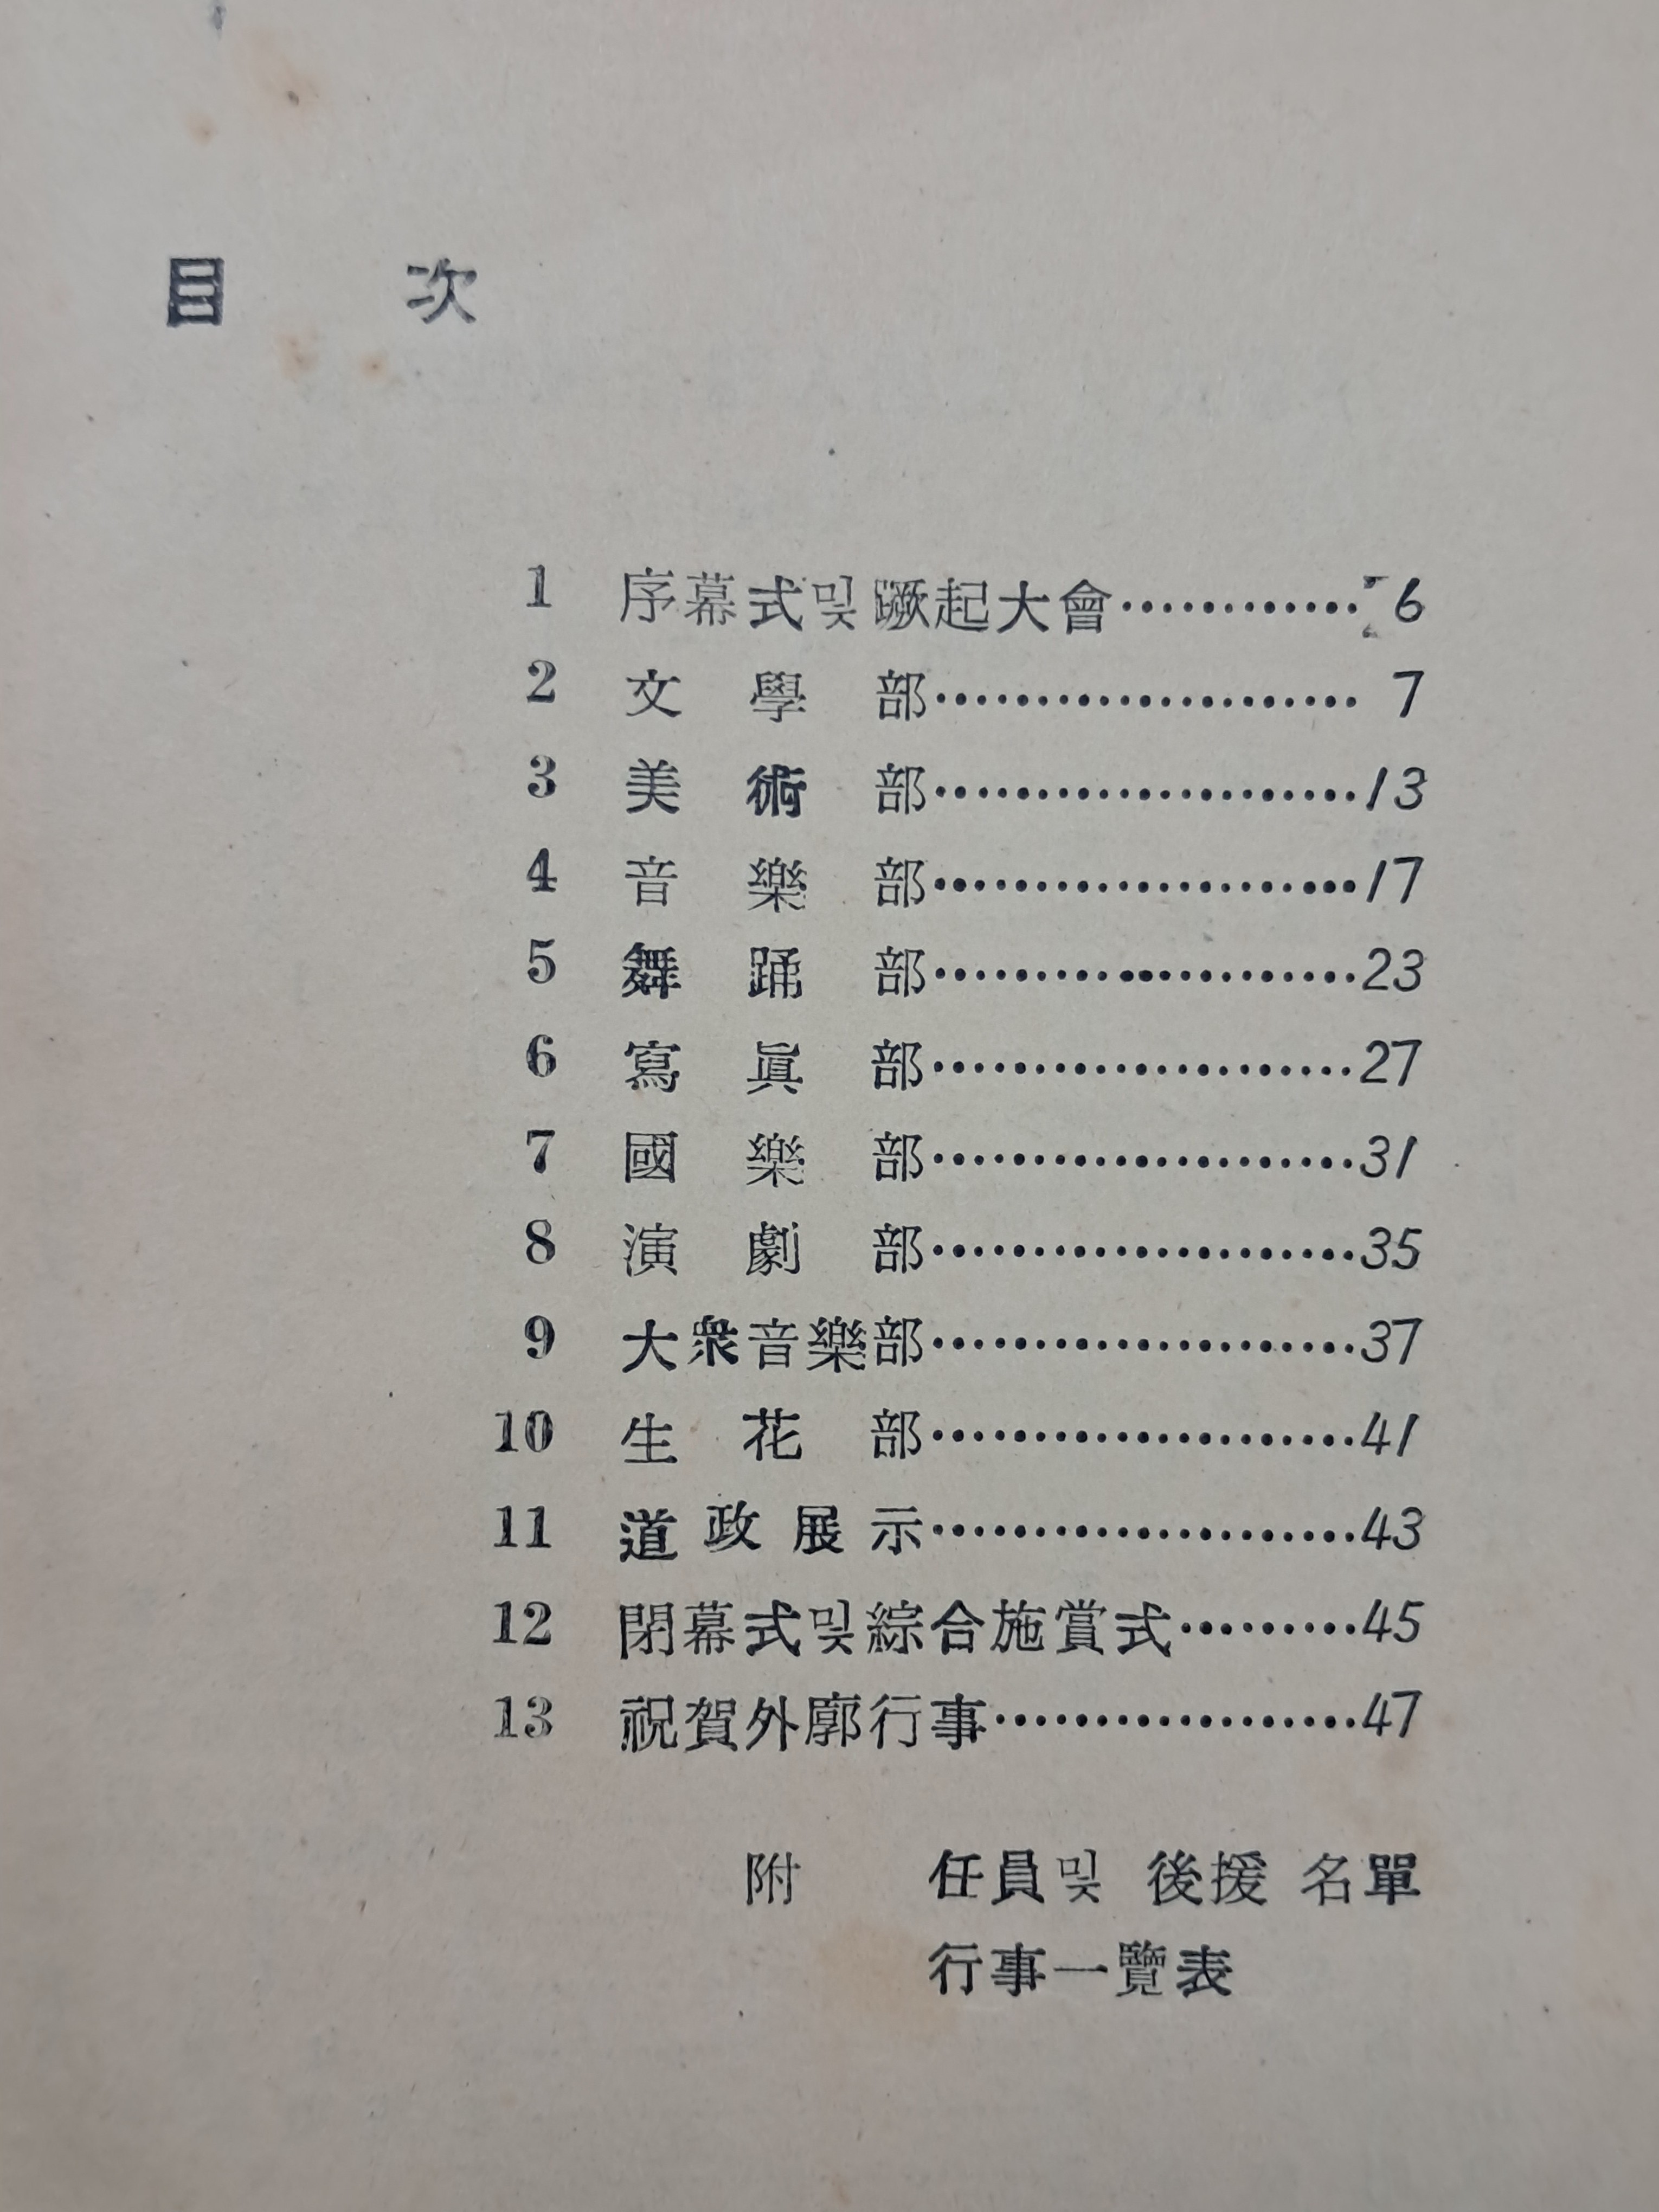 目 次
1 序幕式및蹶起大會…………6
2 文學部…………………7
3 美術部…………………13
4 音樂部…………………17
5 舞踊部…………………23
6 寫眞部…………………27
7 國樂部…………………31
8 演劇部…………………35
9 大衆音樂部…………………37
10 生花部…………………41
11 道政展示…………………43
12 閉幕式및綜合施賞式………45
13 祝賀外廓行事………………47
附 任員및 後援 名單
行事一覽表